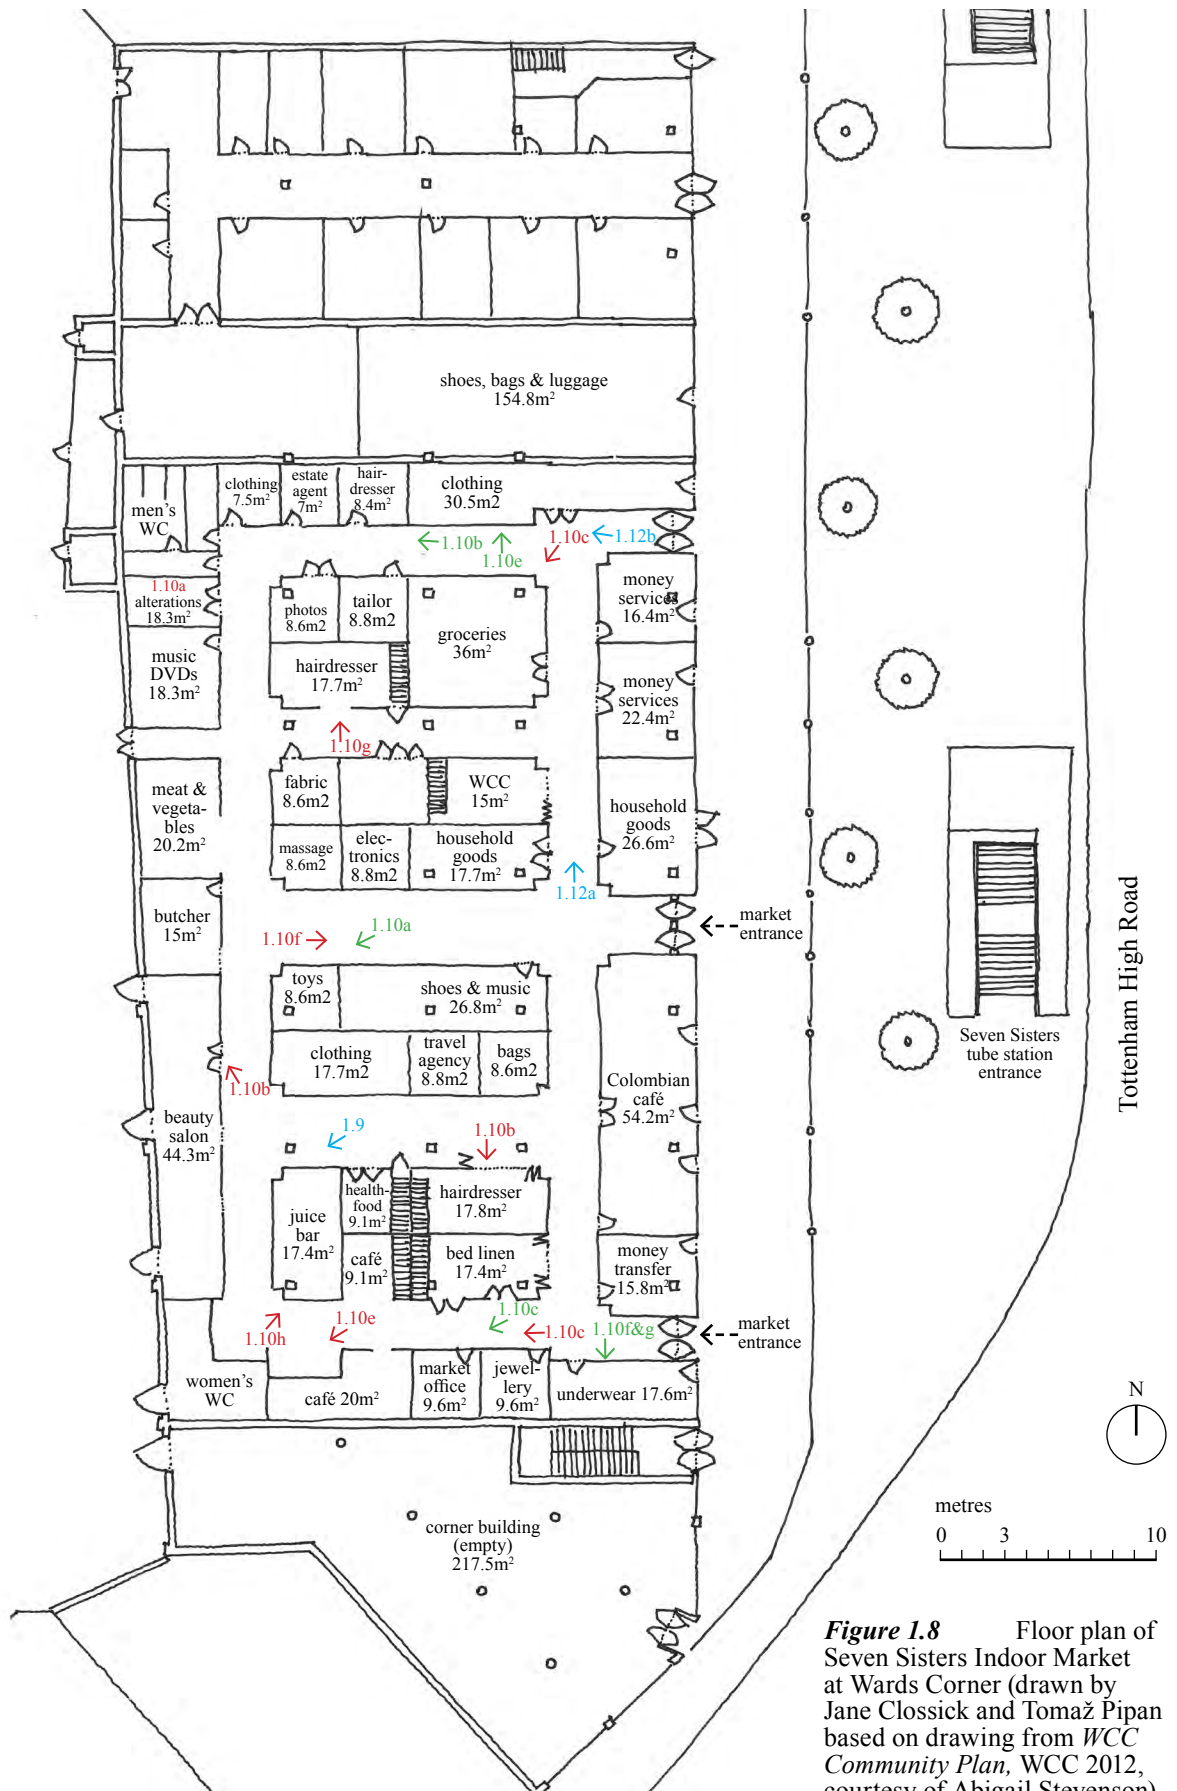 shoes, bags & luggage
154.8m²
clothing
7.5m²
estate
agent
7m²
hair-
dresser
8.4m²
clothing
30.5m2
men's
WC
1.10b
1.10e
1.10c
1.12b
1.10a
alterations
18.3m²
photos
8.6m2
tailor
8.8m2
groceries
36m²
money
services
16.4m²
music
DVDs
18.3m²
hairdresser
17.7m²
money
services
22.4m²
1.10g
meat &
vegeta-
bles
20.2m²
fabric
8.6m2
WCC
15m²
household
goods
26.6m²
massage
8.6m2
elec-
tronics
8.8m2
household
goods
17.7m²
1.12a
butcher
15m²
1.10f
1.10a
market
entrance
toys
8.6m2
shoes & music
26.8m²
clothing
17.7m2
travel
agency
8.8m2
bags
8.6m2
Colombian
café
54.2m²
Seven Sisters
tube station
entrance
Tottenham High Road
1.10b
beauty
salon
44.3m²
1.9
1.10b
juice
bar
17.4m²
health-
food
9.1m²
hairdresser
17.8m²
café
9.1m²
bed linen
17.4m²
money
transfer
15.8m²
1.10h
1.10e
1.10c
1.10c
1.10f&g
market
entrance
women's
WC
café 20m²
market
office
9.6m²
jewel-
lery
9.6m²
underwear 17.6m²
N
corner building
(empty)
217.5m²
metres
0 3 10
Figure 1.8 Floor plan of
Seven Sisters Indoor Market
at Wards Corner (drawn by
Jane Clossick and Tomaž Pipan
based on drawing from WCC
Community Plan, WCC 2012,
courtesy of Abigail Stevenson)